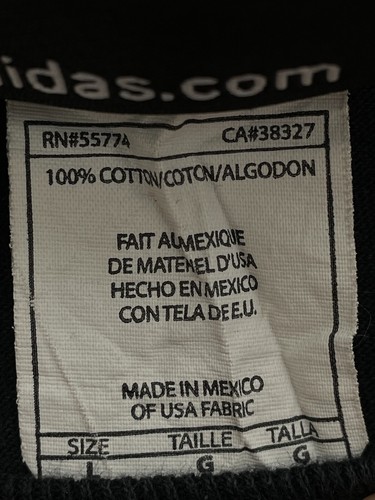 idas.com
RN#55774 CA#38327
100% COTTON/COTON/ALGODON
FAIT AU MEXIQUE
DE MATERIEL D'USA
HECHO EN MEXICO
CON TELA DE E.U.
MADE IN MEXICO
OF USA FABRIC
SIZE TAILLE TALLA
L G G